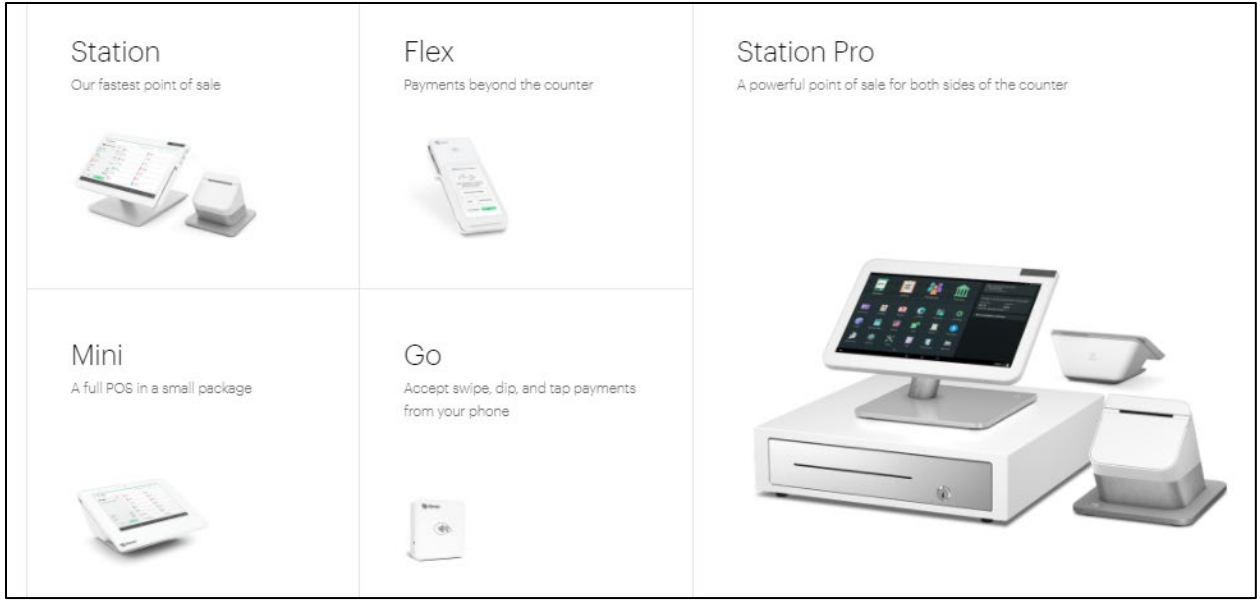 Station
Our fastest point of sale
Flex
Payments beyond the counter
Station Pro
A powerful point of sale for both sides of the counter
Mini
A full POS in a small package
Go
Accept swipe, dip, and tap payments
from your phone